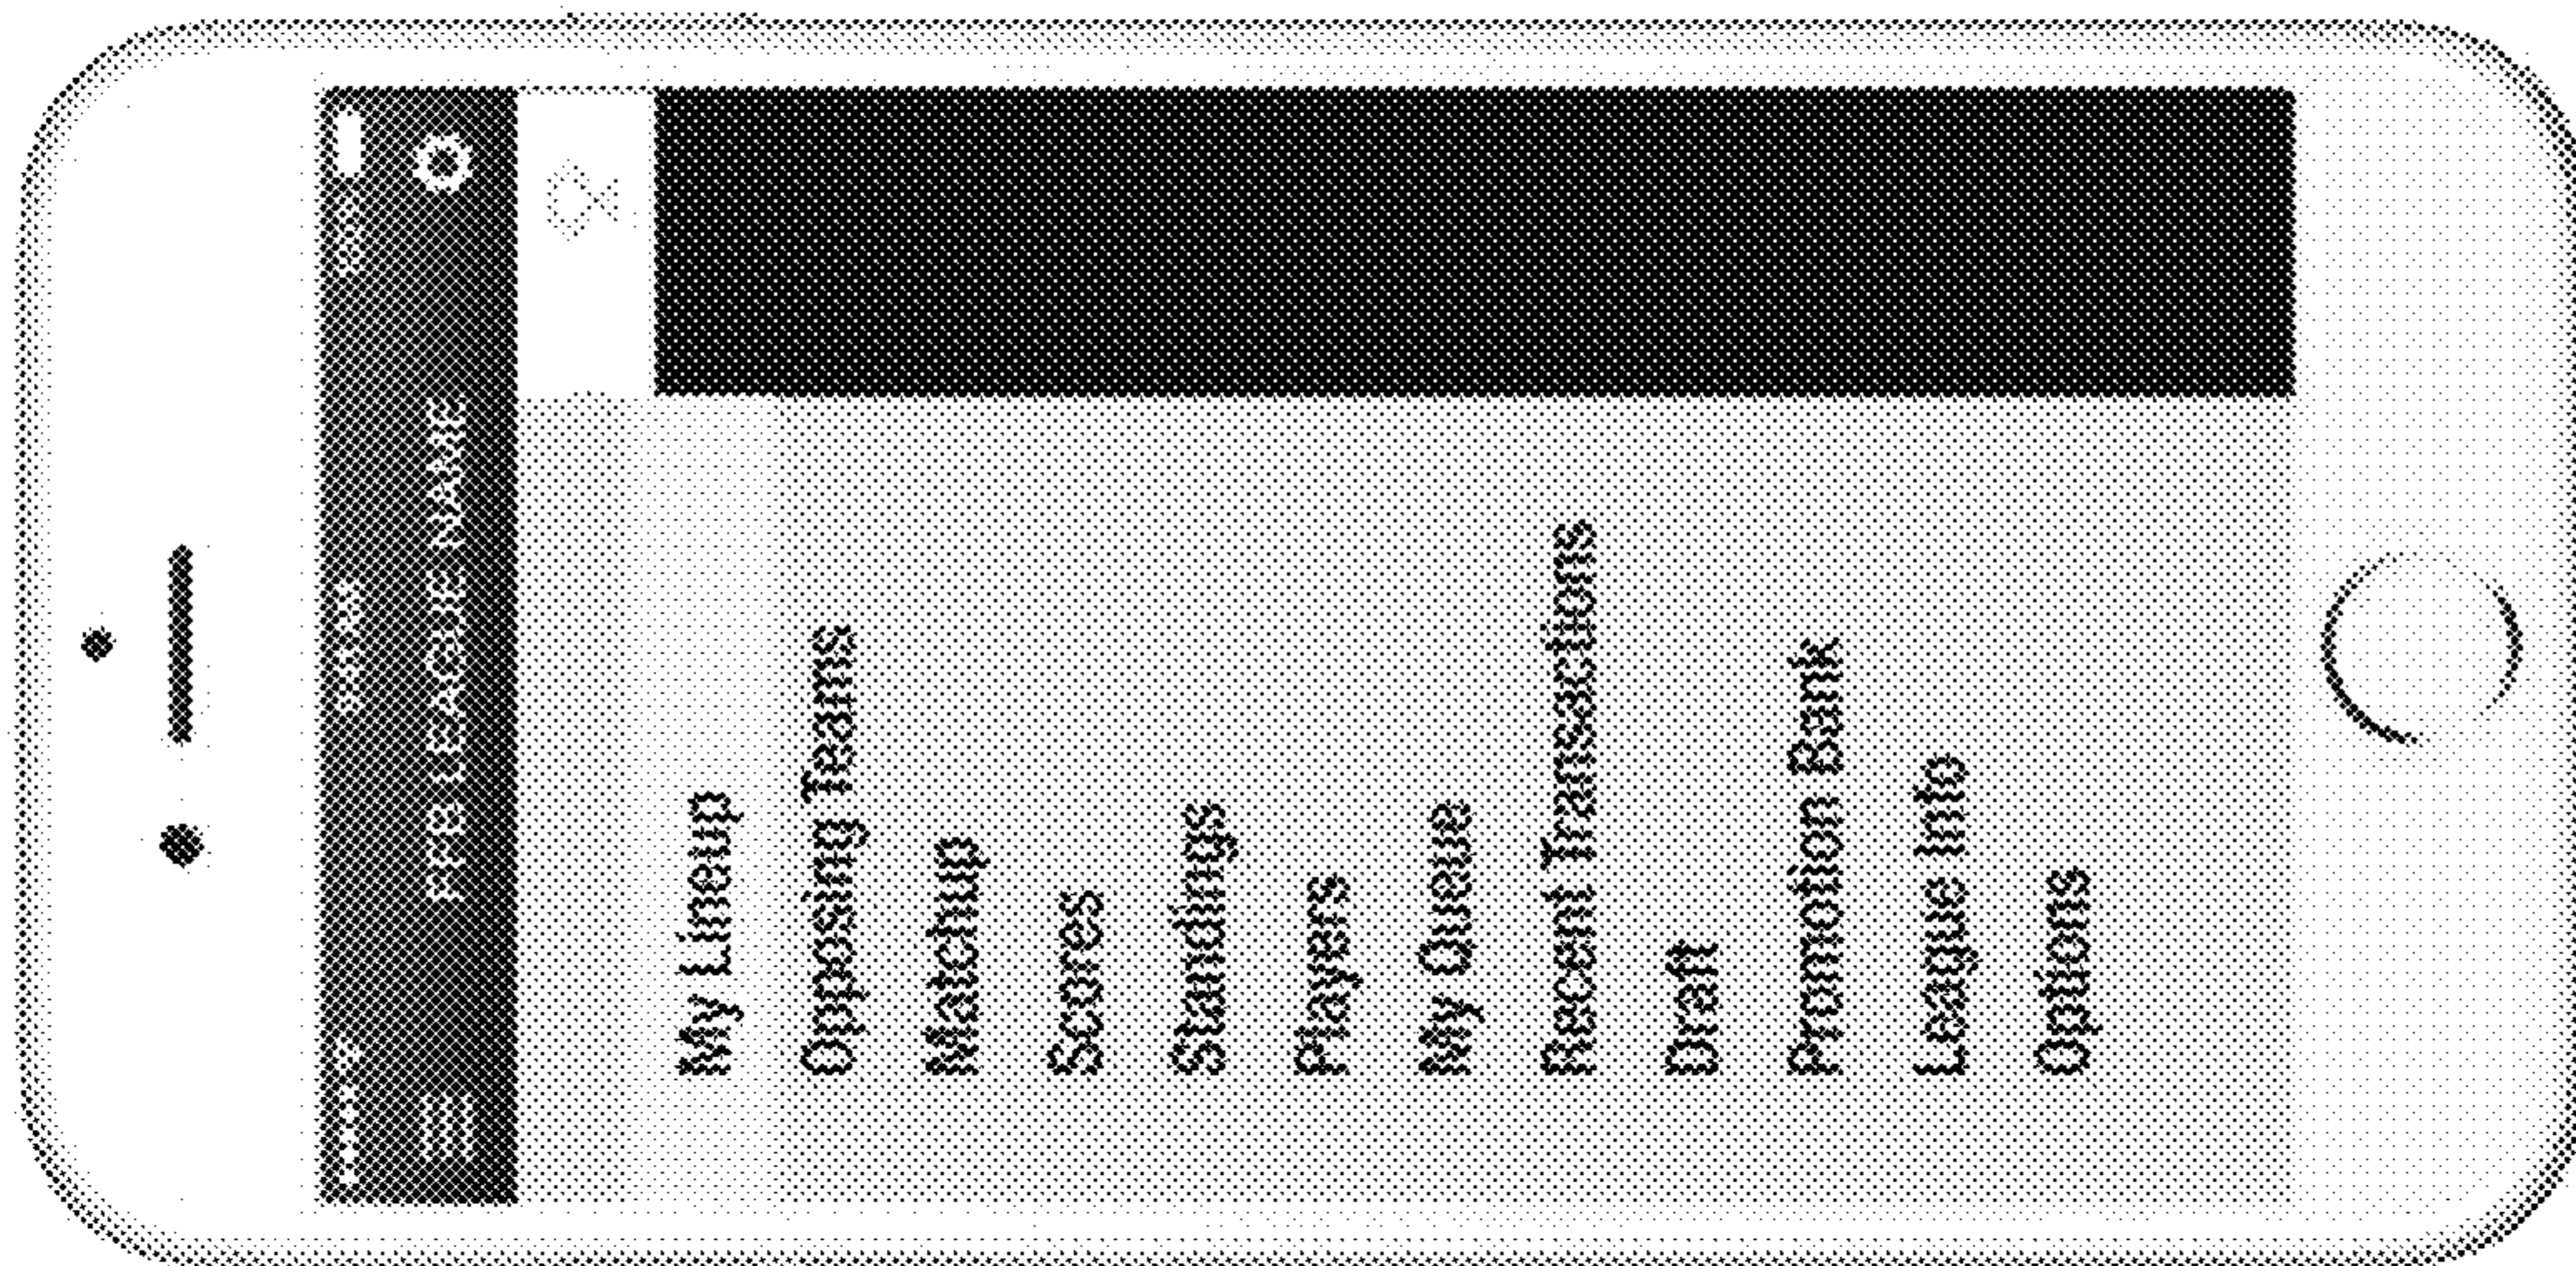 PFB LEAGUE NAME
My Lineup
Opposing Teams
Matchup
Scores
Standings
Players
My Queue
Recent Transactions
Draft
Promotion Bank
League Info
Options